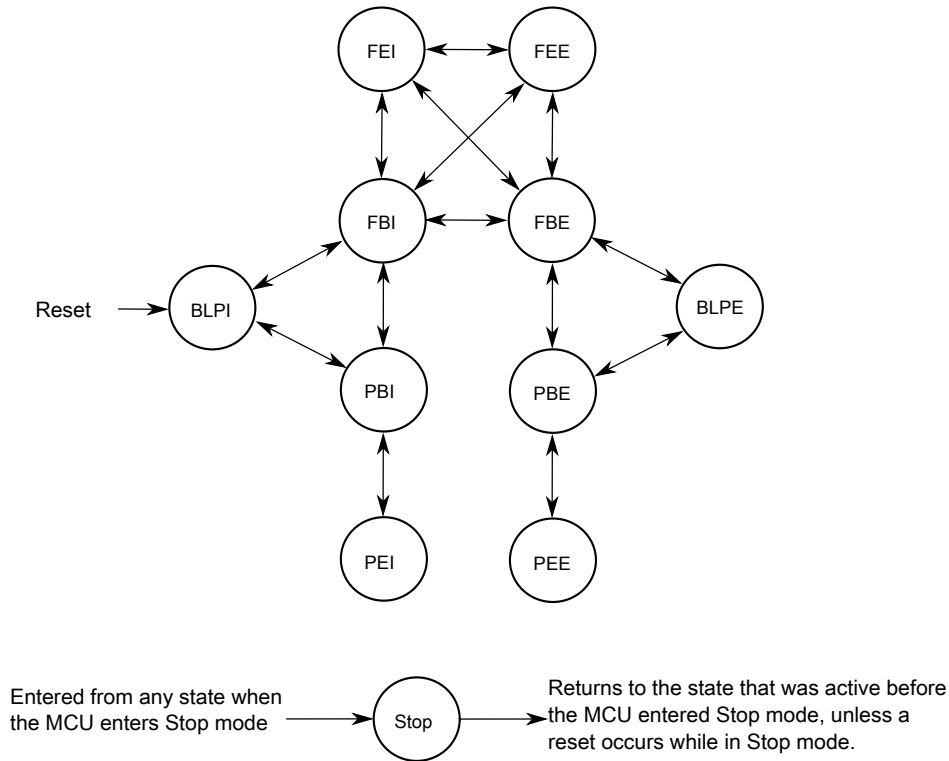 FEI
FEE
FBI
FBE
Reset
BLPI
BLPE
PBI
PBE
PEI
PEE
Entered from any state when
the MCU enters Stop mode
Stop
Returns to the state that was active before
the MCU entered Stop mode, unless a
reset occurs while in Stop mode.